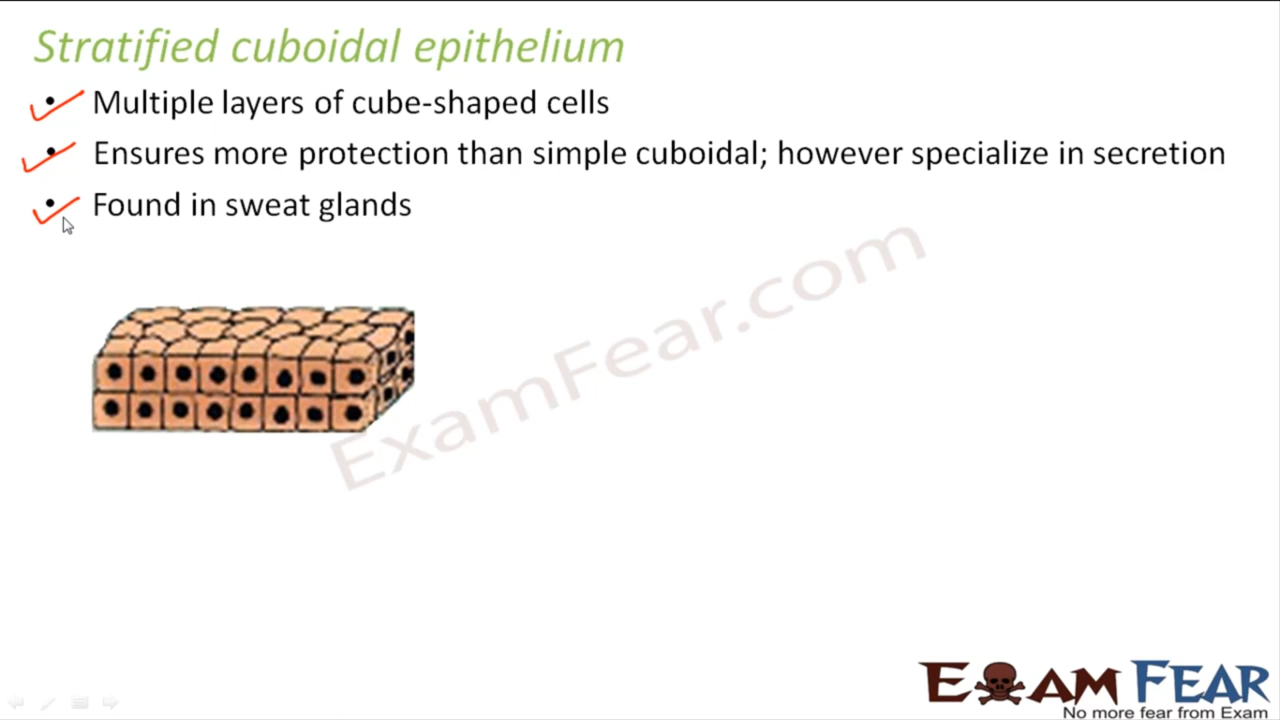 Stratified cuboidal epithelium
• Multiple layers of cube-shaped cells
• Ensures more protection than simple cuboidal; however specialize in secretion
• Found in sweat glands
ExamFear.com
EXAM FEAR
No more fear from Exam